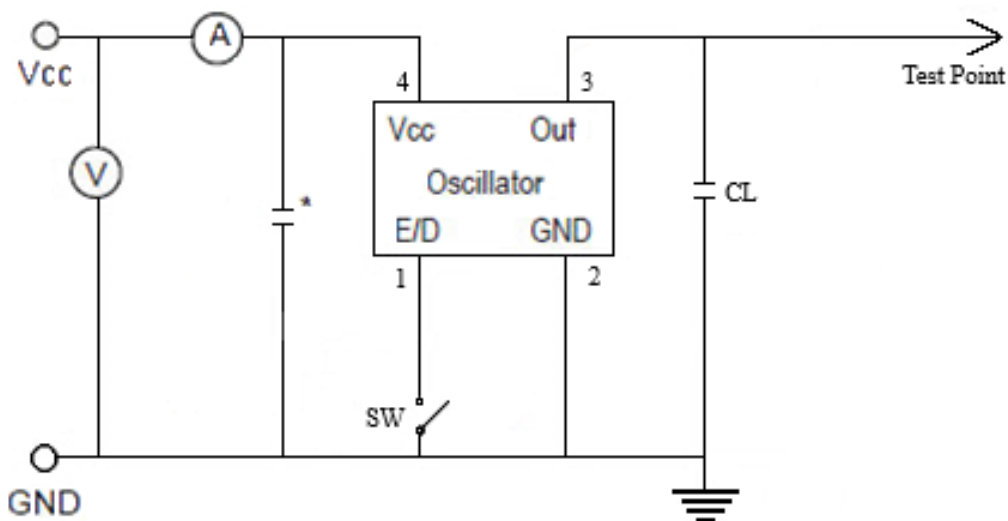 A
Vcc
4
3
Test Point
Vcc
Out
V
Oscillator
*
CL
E/D
GND
1
2
SW
GND